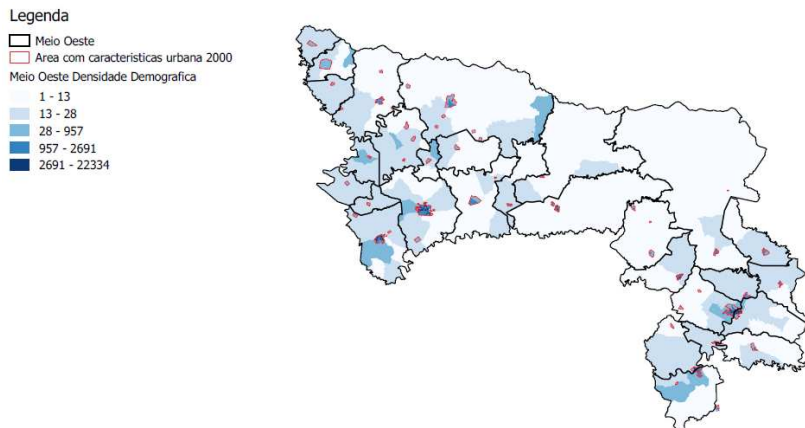 Legenda
Meio Oeste
Area com caracteristicas urbana 2000
Meio Oeste Densidade Demografica
1 - 13
13 - 28
28 - 957
957 - 2691
2691 - 22334